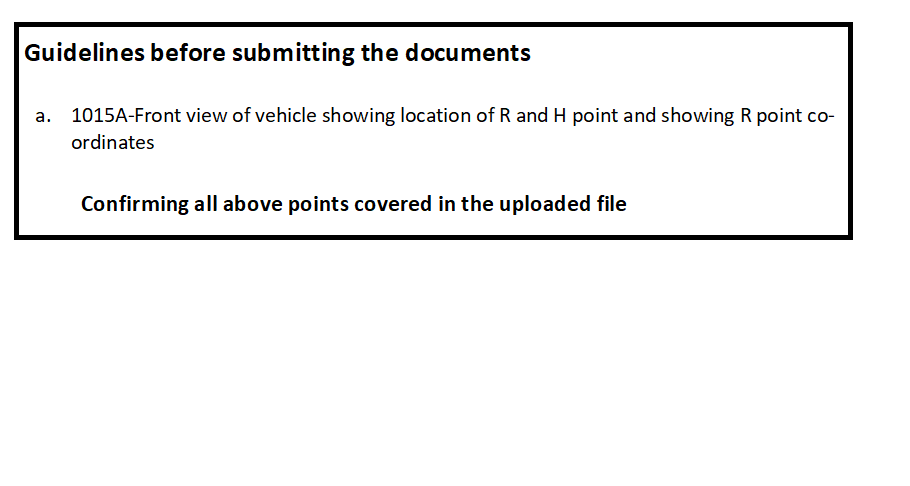 Guidelines before submitting the documents
a. 1015A-Front view of vehicle showing location of R and H point and showing R point co-
ordinates
Confirming all above points covered in the uploaded file